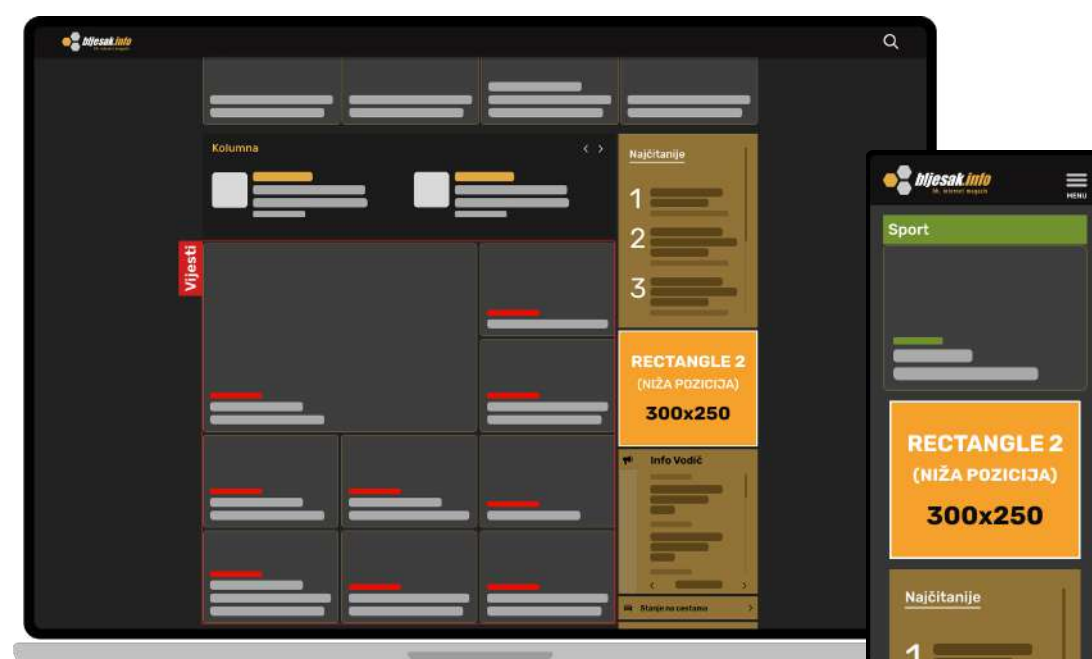 bljesak.info
Kolumna
Najčitanije
1
2
3
Vijesti
RECTANGLE 2
(NIŽA POZICIJA)
300x250
Info Vodič
Stanje na cestama
bljesak.info
MENU
Sport
RECTANGLE 2
(NIŽA POZICIJA)
300x250
Najčitanije
1